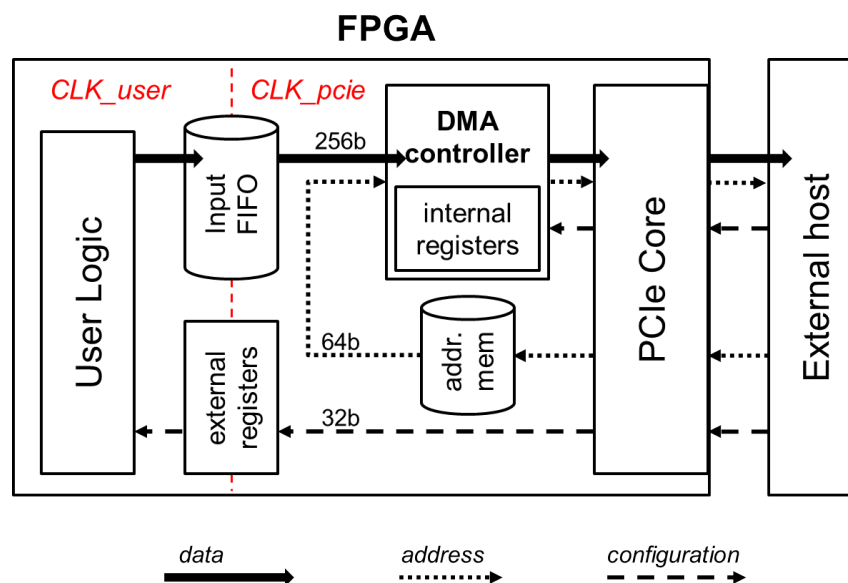 FPGA
CLK_user
CLK_pcie
User Logic
Input
FIFO
256b
DMA
controller
internal
registers
PCIe Core
External host
64b
addr.
mem
external
registers
32b
data
address
configuration